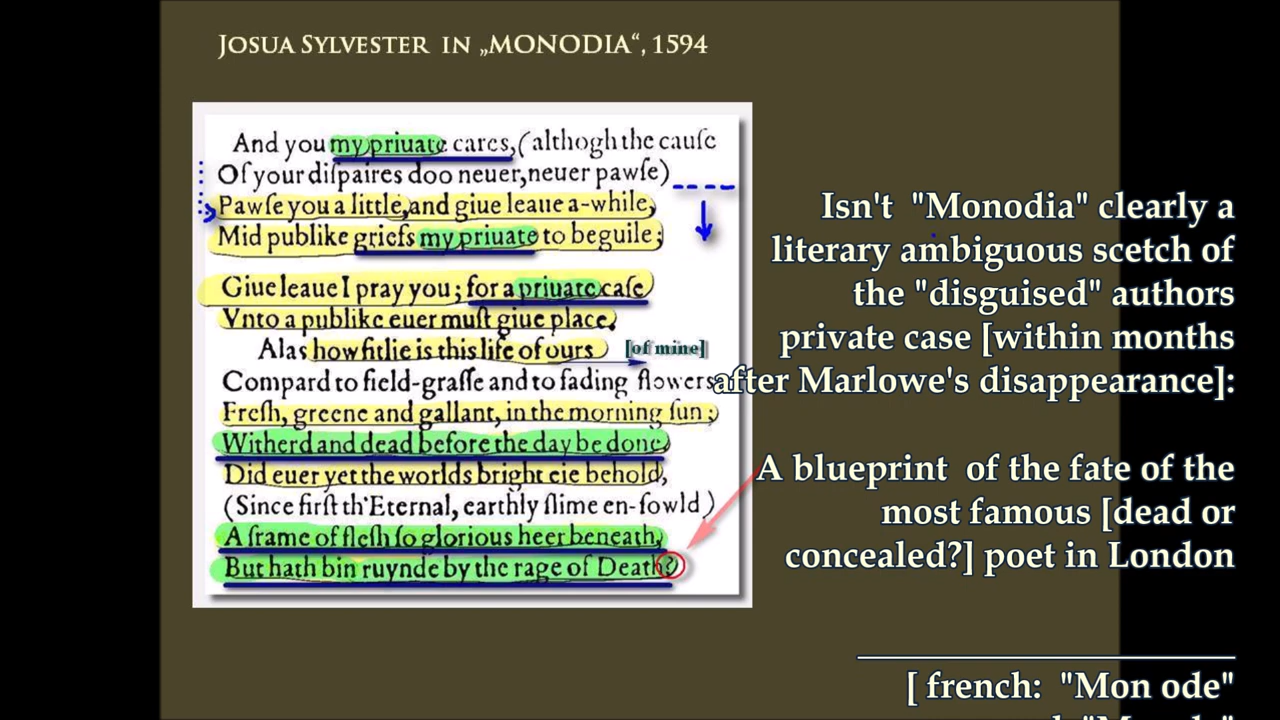 JOSUA SYLVESTER IN „MONODIA“, 1594
And you my priuate cares, (althogh the cauſe
Of your diſpaires doo neuer, neuer pawſe)
Pawſe you a little, and giue leaue a-while,
Mid publike griefs my priuate to beguile;
Giue leaue I pray you; for a priuate caſe
Vnto a publike euer muſt giue place.
Alas how fitlie is this life of ours
[of mine]
Compard to field-graſſe and to fading flowers
Freſh, greene and gallant, in the morning ſun;
Witherd and dead before the day be done
Did euer yet the worlds bright eie behold,
(Since firſt th'Eternal, earthly ſlime en-fowld)
A frame of fleſh ſo glorious heer beneath,
But hath bin ruynde by the rage of Death?
Isn't "Monodia" clearly a
literary ambiguous scetch of
the "disguised" authors
private case [within months
after Marlowe's disappearance]:
A blueprint of the fate of the
most famous [dead or
concealed?] poet in London
[ french: "Mon ode"